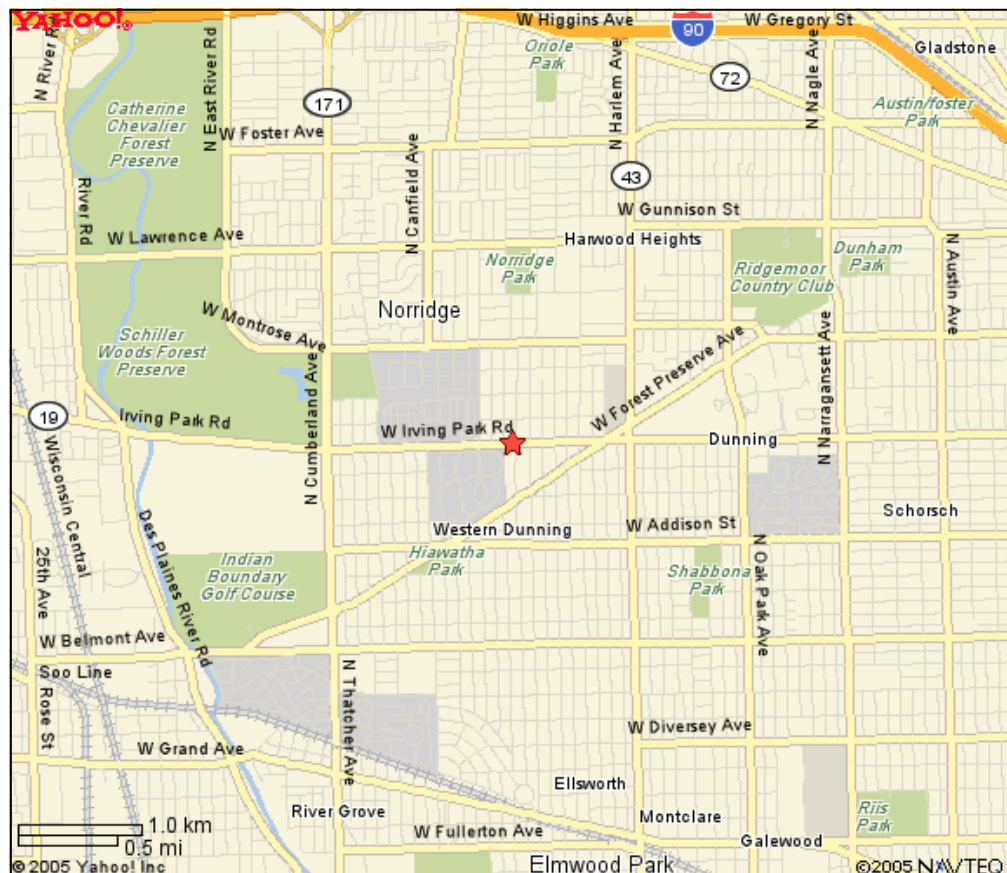 YAHOO!
W Higgins Ave
W Gregory St
90
Gladstone
N River Rd
N East River Rd
Oriole
Park
N Harlem Ave
72
N Nagle Ave
Catherine
Chevalier
Forest
Preserve
171
W Foster Ave
Austin/foster
Park
N Canfield Ave
43
River Rd
W Lawrence Ave
W Gunnison St
Harwood Heights
Norridge
Park
Ridgemoor
Country Club
Dunham
Park
N Austin Ave
W Montrose Ave
Norridge
Schiller
Woods Forest
Preserve
N Cumberland Ave
W Forest Preserve Ave
N Narragansett Ave
19
Irving Park Rd
W Irving Park Rd
Dunning
Wisconsin Central
Des Plaines River Rd
Western Dunning
W Addison St
Schorsch
25th Ave
Indian
Boundary
Golf Course
Hiawatha
Park
Shabbona
Park
N Oak Park Ave
W Belmont Ave
Soo Line
Rose St
N Thatcher Ave
W Diversey Ave
W Grand Ave
Ellsworth
River Grove
Montclare
Riis
Park
1.0 km
0.5 mi
W Fullerton Ave
Galewood
Elmwood Park
© 2005 Yahoo! Inc
©2005 NAVTEQ